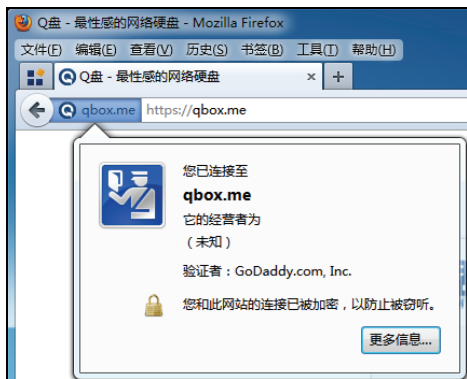 Q盘 - 最性感的网络硬盘 - Mozilla Firefox
文件(F) 编辑(E) 查看(V) 历史(S) 书签(B) 工具(T) 帮助(H)
Q盘 - 最性感的网络硬盘 × +
qbox.me https://qbox.me
您已连接至
qbox.me
它的经营者为
（未知）
验证者：GoDaddy.com, Inc.
您和此网站的连接已被加密，以防止被窃听。
更多信息...